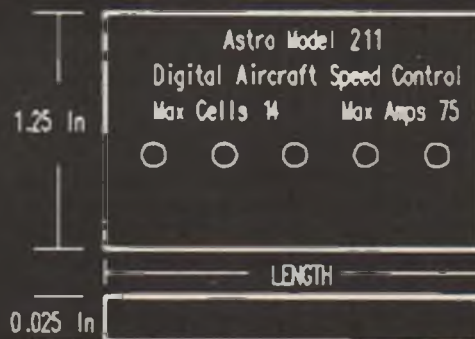 Astro Model 211
Digital Aircraft Speed Control
Max Cells 14 Max Amps 75
1.25 In
LENGTH
0.025 In